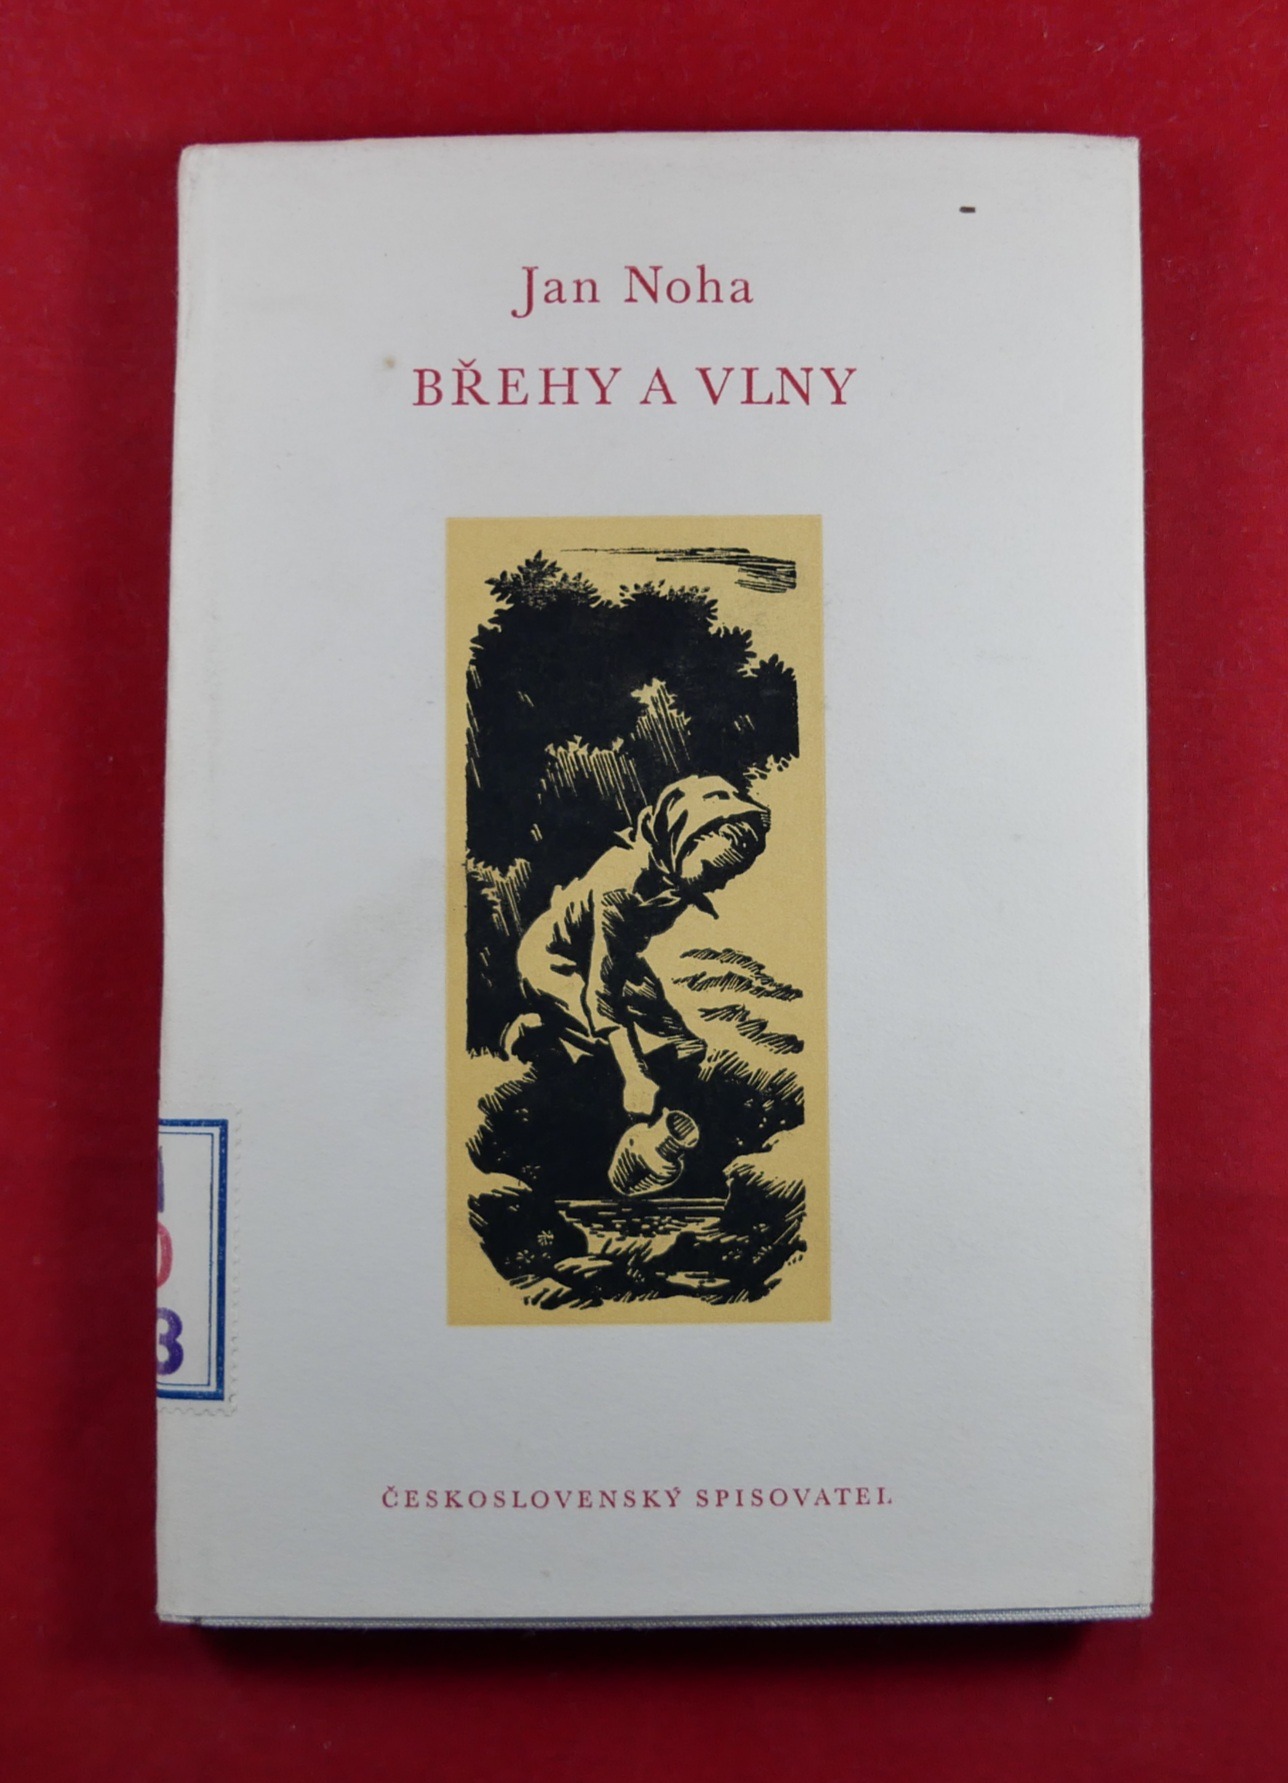 Jan Noha
BŘEHY A VLNY
ČESKOSLOVENSKÝ SPISOVATEL